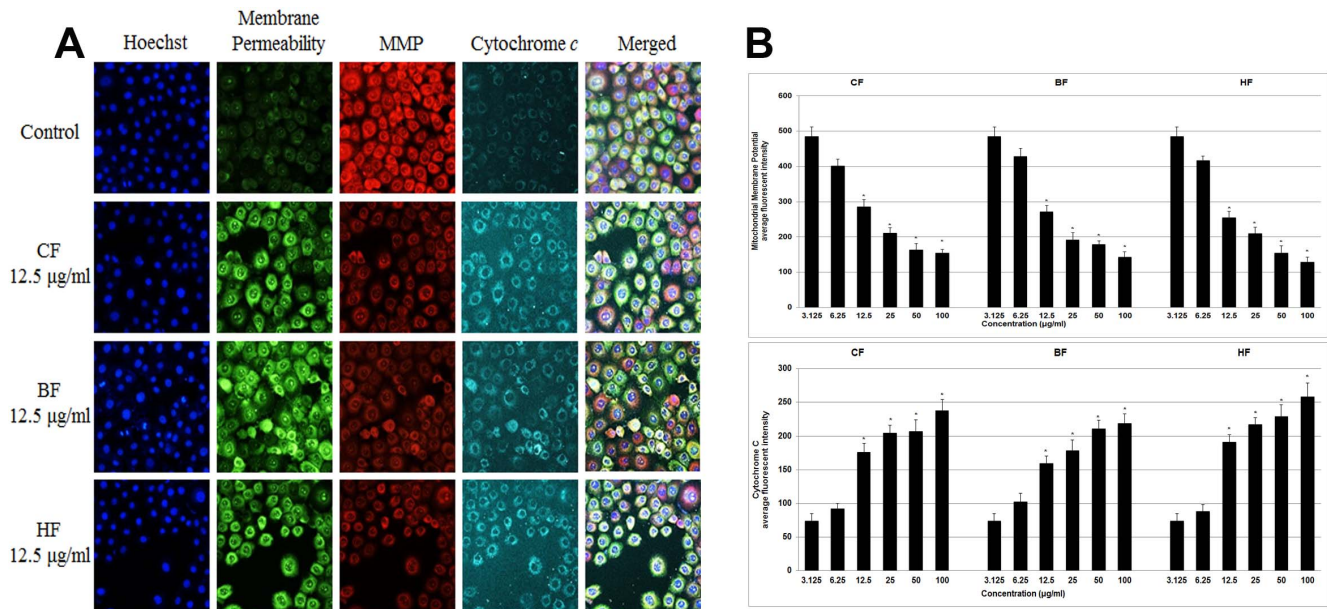 A
Hoechst
Membrane
Permeability
MMP
Cytochrome c
Merged
Control
CF
12.5 μg/ml
BF
12.5 μg/ml
HF
12.5 μg/ml
B
CF BF HF
Mitochondrial Membrane Potential
average fluorescent intensity
600
500
400
300
200
100
0
* * * * * * * * * * * *
3.125 6.25 12.5 25 50 100 3.125 6.25 12.5 25 50 100 3.125 6.25 12.5 25 50 100
Concentration (μg/ml)
CF BF HF
Cytochrome C
average fluorescent intensity
300
250
200
150
100
50
0
* * * * * * * * * * * *
3.125 6.25 12.5 25 50 100 3.125 6.25 12.5 25 50 100 3.125 6.25 12.5 25 50 100
Concentration (μg/ml)